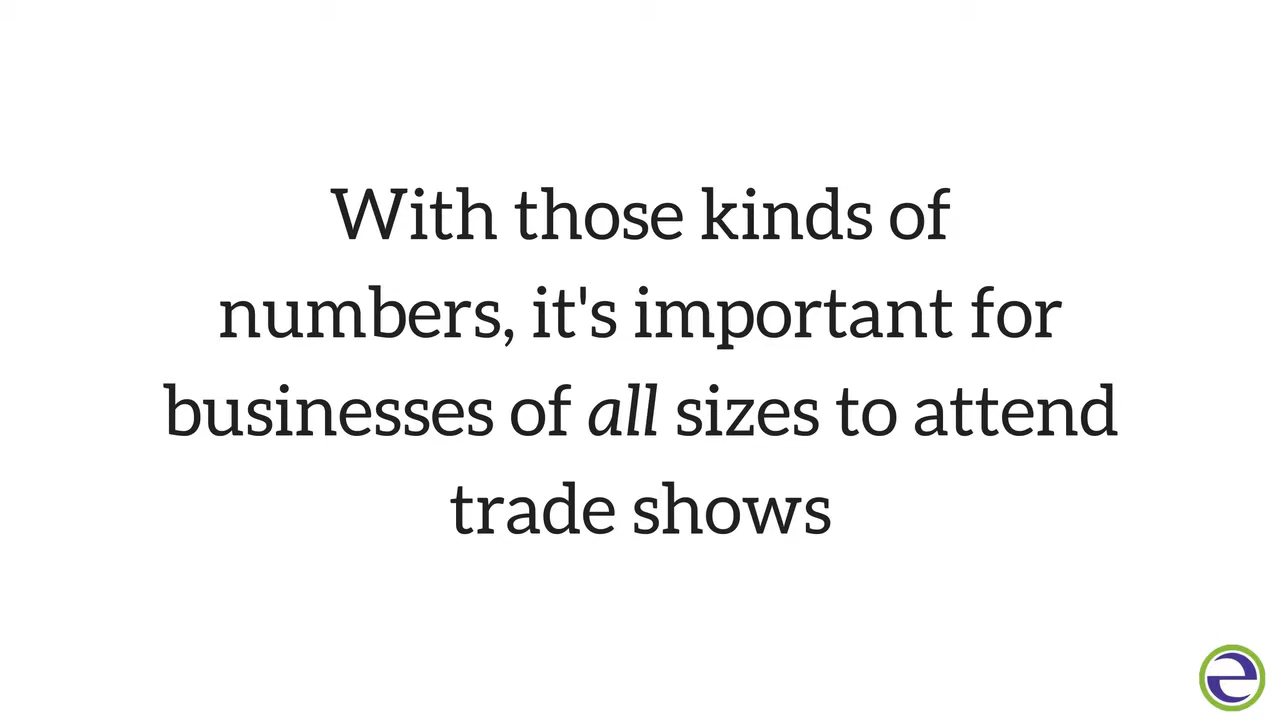 With those kinds of
numbers, it's important for
businesses of all sizes to attend
trade shows